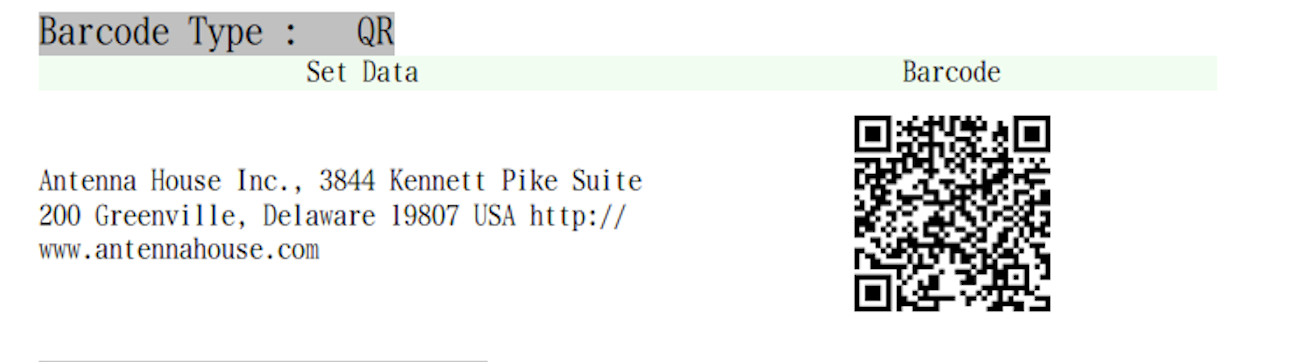 Barcode Type :   QR
Set Data Barcode
Antenna House Inc., 3844 Kennett Pike Suite
200 Greenville, Delaware 19807 USA http://
www.antennahouse.com